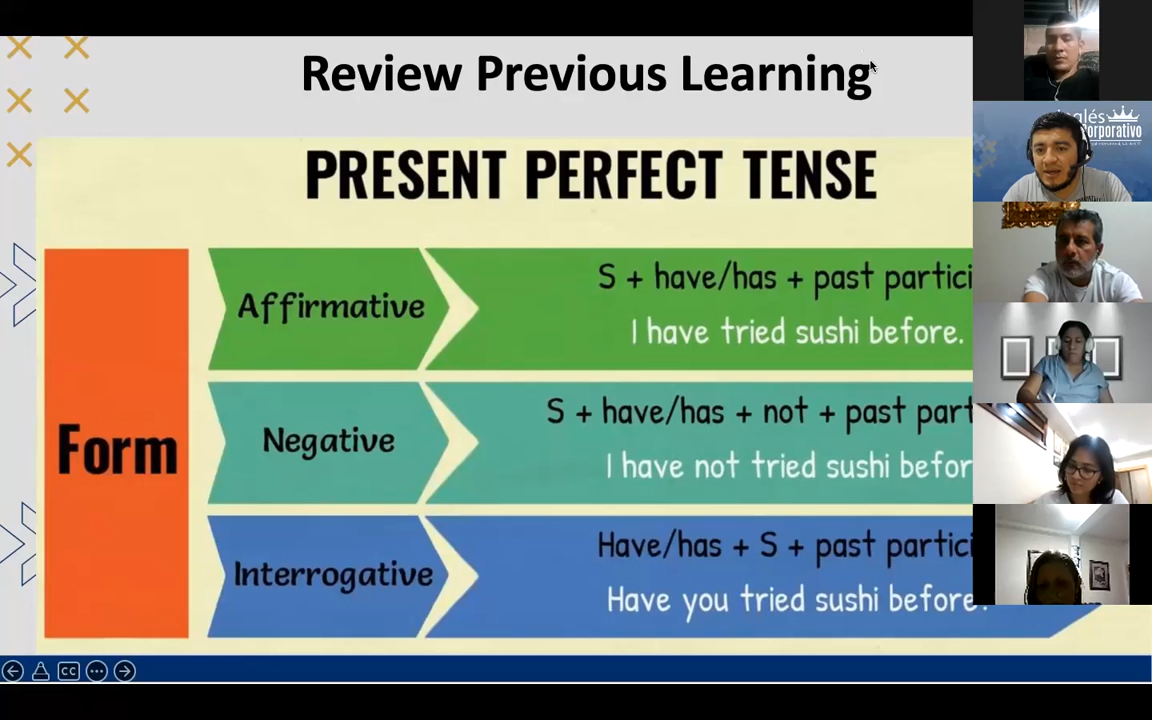 Review Previous Learning
PRESENT PERFECT TENSE
Form
Affirmative
S + have/has + past partici
I have tried sushi before.
Negative
S + have/has + not + past part
I have not tried sushi befor
Interrogative
Have/has + S + past partici
Have you tried sushi before?
inglés
corporativo
CC